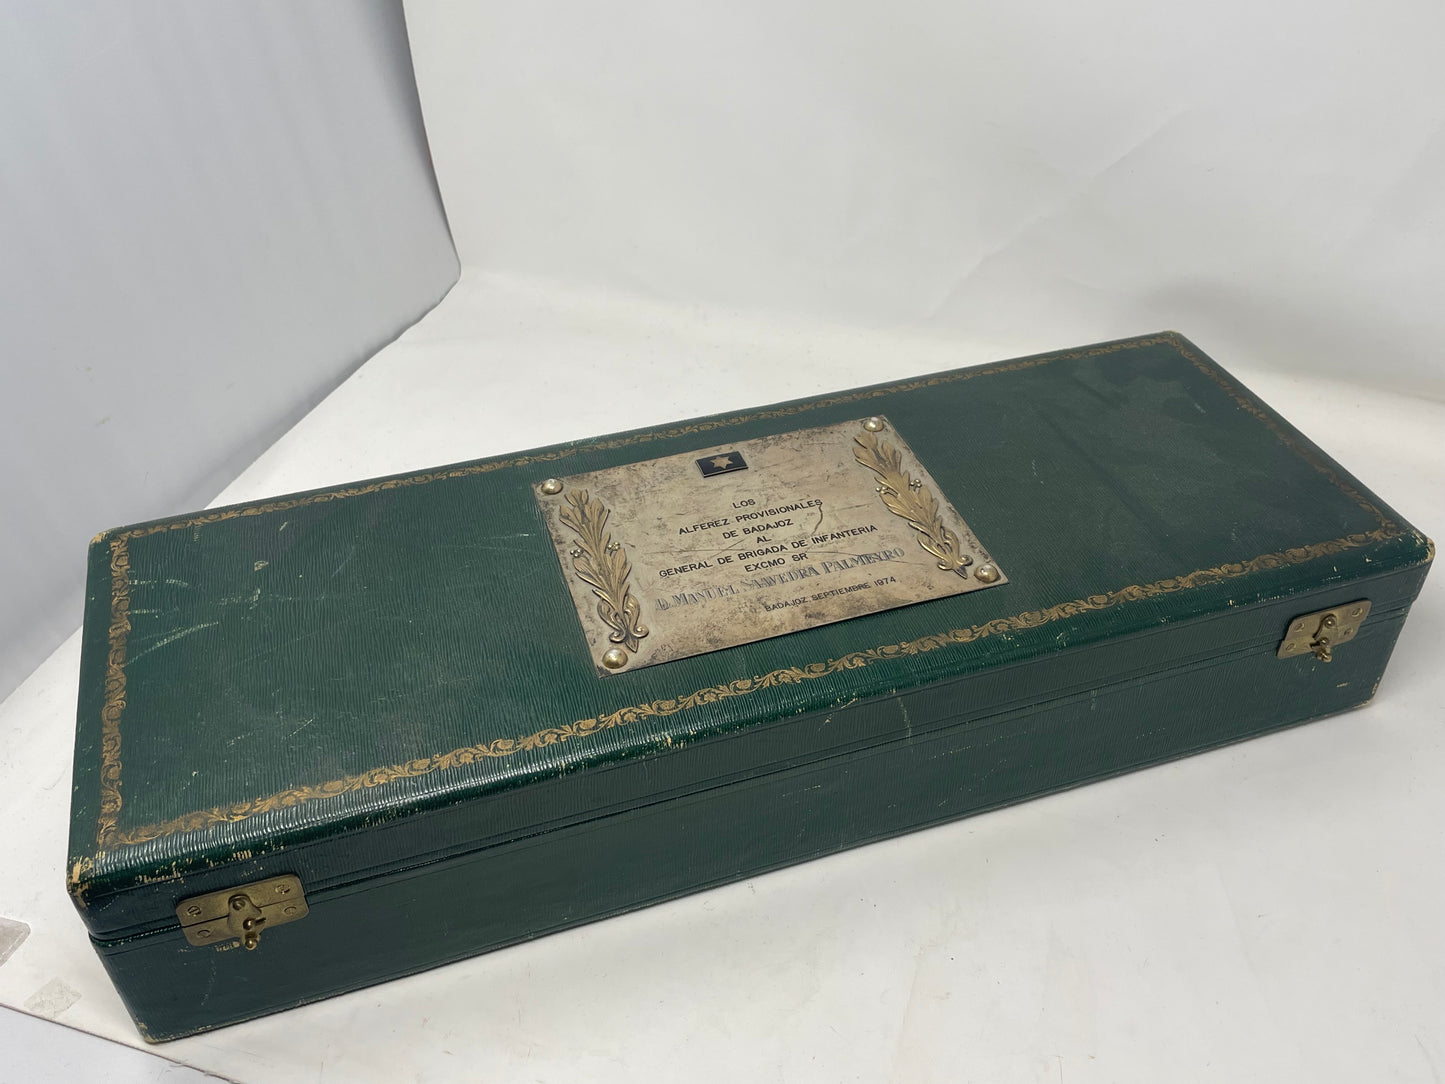 LOS
ALFEREZ PROVISIONALES
DE BADAJOZ
AL
GENERAL DE BRIGADA DE INFANTERIA
EXCMO SR
D. MANUEL SAAVEDRA PALMEYRO
BADAJOZ SEPTIEMBRE 1974